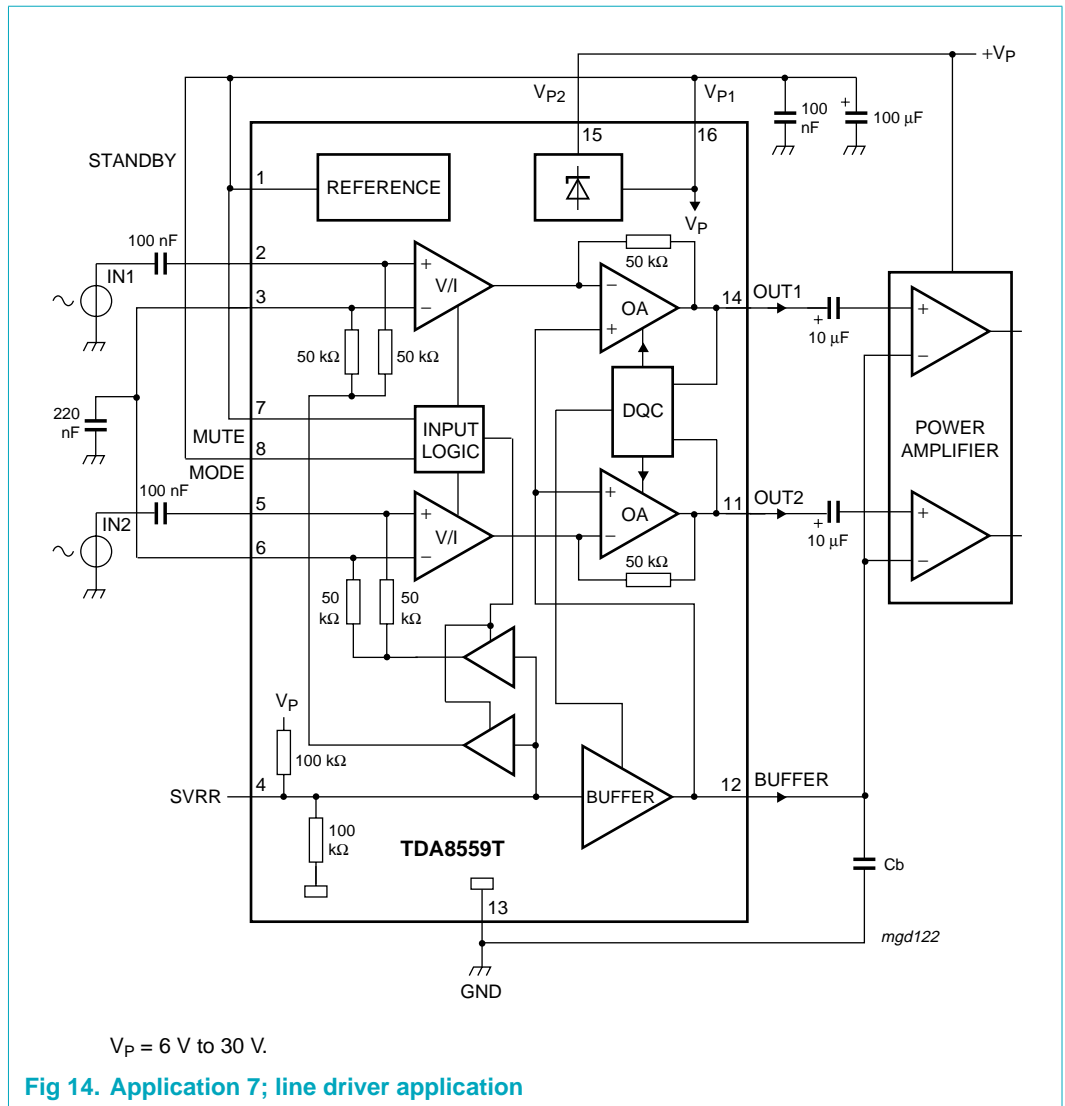 +VP
VP2
VP1
100
nF
+
100 μF
15
16
STANDBY
1
REFERENCE
VP
100 nF
2
IN1
+
V/I
−
50 kΩ
−
OA
+
14
OUT1
+
10 μF
+
−
3
50 kΩ
50 kΩ
220
nF
7
MUTE
8
MODE
INPUT
LOGIC
DQC
POWER
AMPLIFIER
100 nF
5
IN2
+
V/I
−
6
+
OA
−
11
OUT2
+
10 μF
+
−
50 kΩ
50
kΩ
50
kΩ
VP
100 kΩ
SVRR
4
BUFFER
12
BUFFER
100
kΩ
TDA8559T
Cb
13
mgd122
GND
VP = 6 V to 30 V.
Fig 14. Application 7; line driver application